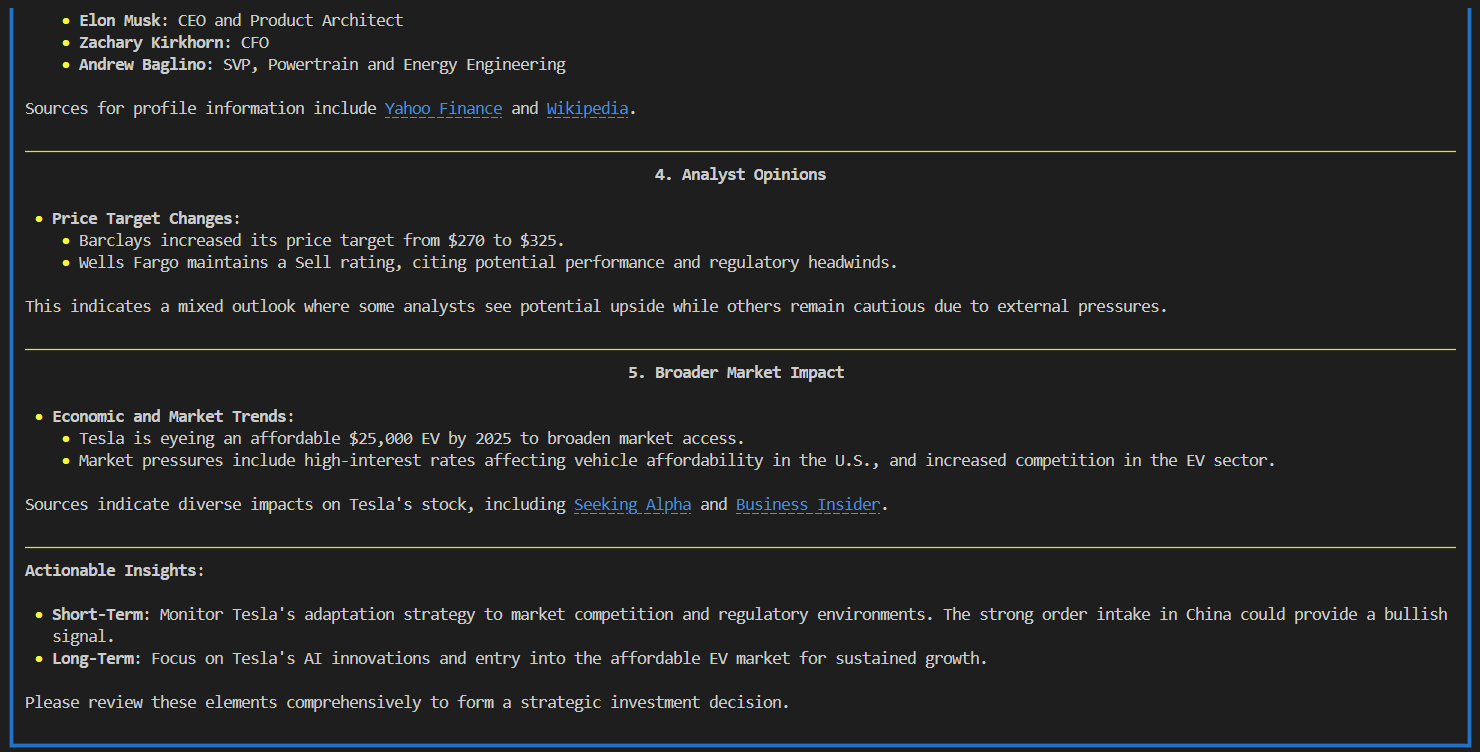 • Elon Musk: CEO and Product Architect
• Zachary Kirkhorn: CFO
• Andrew Baglino: SVP, Powertrain and Energy Engineering
Sources for profile information include Yahoo Finance and Wikipedia.
4. Analyst Opinions
• Price Target Changes:
• Barclays increased its price target from $270 to $325.
• Wells Fargo maintains a Sell rating, citing potential performance and regulatory headwinds.
This indicates a mixed outlook where some analysts see potential upside while others remain cautious due to external pressures.
5. Broader Market Impact
• Economic and Market Trends:
• Tesla is eyeing an affordable $25,000 EV by 2025 to broaden market access.
• Market pressures include high-interest rates affecting vehicle affordability in the U.S., and increased competition in the EV sector.
Sources indicate diverse impacts on Tesla's stock, including Seeking Alpha and Business Insider.
Actionable Insights:
• Short-Term: Monitor Tesla's adaptation strategy to market competition and regulatory environments. The strong order intake in China could provide a bullish
signal.
• Long-Term: Focus on Tesla's AI innovations and entry into the affordable EV market for sustained growth.
Please review these elements comprehensively to form a strategic investment decision.